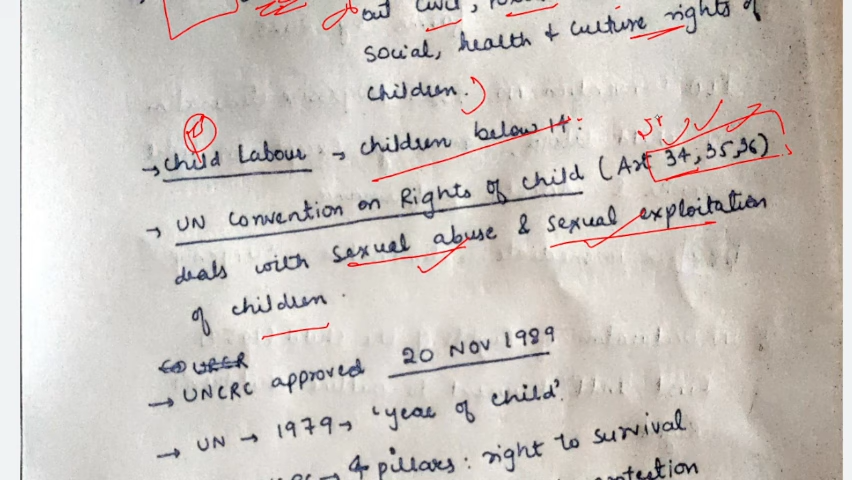 out civil,
social, health & culture rights of
children.)
→ Child Labour → children below 14.
→ UN Convention on Rights of child (Art 34,35,36)
deals with sexual abuse & sexual exploitation
of children.
→ UNCRC approved 20 NOV 1989
→ UN → 1979 → 'year of child'.
→ 4 pillars: right to survival